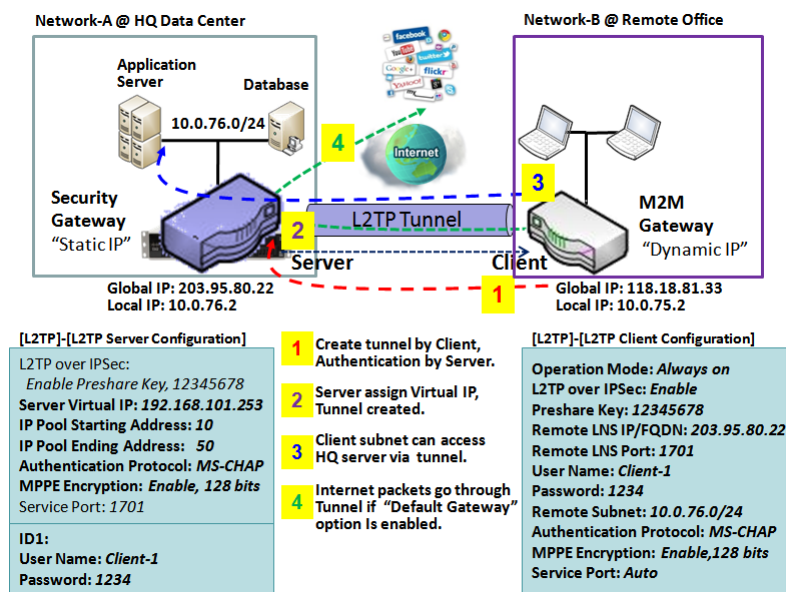 Network-A @ HQ Data Center
Network-B @ Remote Office
Application
Server
Database
10.0.76.0/24
facebook
YouTube
twitter
Google+
flickr
YAHOO!
my
4
Internet
3
Security
Gateway
“Static IP”
L2TP Tunnel
2
M2M
Gateway
“Dynamic IP”
Server
Client
1
Global IP: 203.95.80.22
Local IP: 10.0.76.2
Global IP: 118.18.81.33
Local IP: 10.0.75.2
[L2TP]-[L2TP Server Configuration]
L2TP over IPSec:
Enable Preshare Key, 12345678
Server Virtual IP: 192.168.101.253
IP Pool Starting Address: 10
IP Pool Ending Address: 50
Authentication Protocol: MS-CHAP
MPPE Encryption: Enable, 128 bits
Service Port: 1701
ID1:
User Name: Client-1
Password: 1234
1 Create tunnel by Client,
Authentication by Server.
2 Server assign Virtual IP,
Tunnel created.
3 Client subnet can access
HQ server via tunnel.
4 Internet packets go through
Tunnel if “Default Gateway”
option Is enabled.
[L2TP]-[L2TP Client Configuration]
Operation Mode: Always on
L2TP over IPSec: Enable
Preshare Key: 12345678
Remote LNS IP/FQDN: 203.95.80.22
Remote LNS Port: 1701
User Name: Client-1
Password: 1234
Remote Subnet: 10.0.76.0/24
Authentication Protocol: MS-CHAP
MPPE Encryption: Enable,128 bits
Service Port: Auto